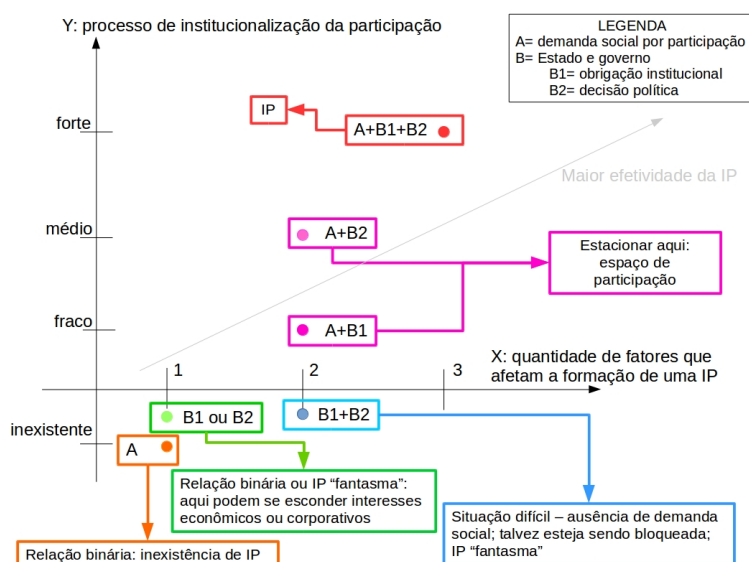 Y: processo de institucionalização da participação
LEGENDA
A= demanda social por participação
B= Estado e governo
B1= obrigação institucional
B2= decisão política
forte
IP
A+B1+B2
Maior efetividade da IP
médio
A+B2
Estacionar aqui:
espaço de
participação
fraco
A+B1
X: quantidade de fatores que
afetam a formação de uma IP
1
2
3
inexistente
B1 ou B2
B1+B2
A
Relação binária ou IP “fantasma”:
aqui podem se esconder interesses
econômicos ou corporativos
Situação difícil – ausência de demanda
social; talvez esteja sendo bloqueada;
IP “fantasma”
Relação binária: inexistência de IP